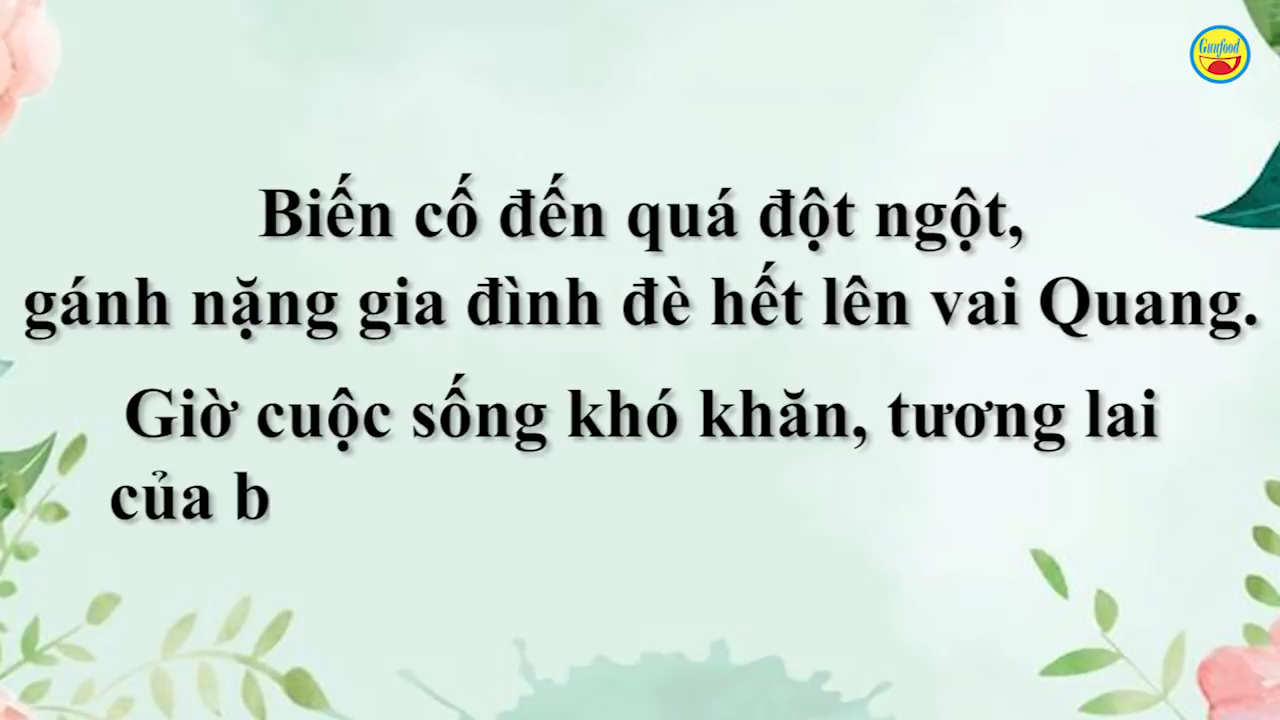 Guufood
Biến cố đến quá đột ngột,
gánh nặng gia đình đè hết lên vai Quang.
Giờ cuộc sống khó khăn, tương lai
của b